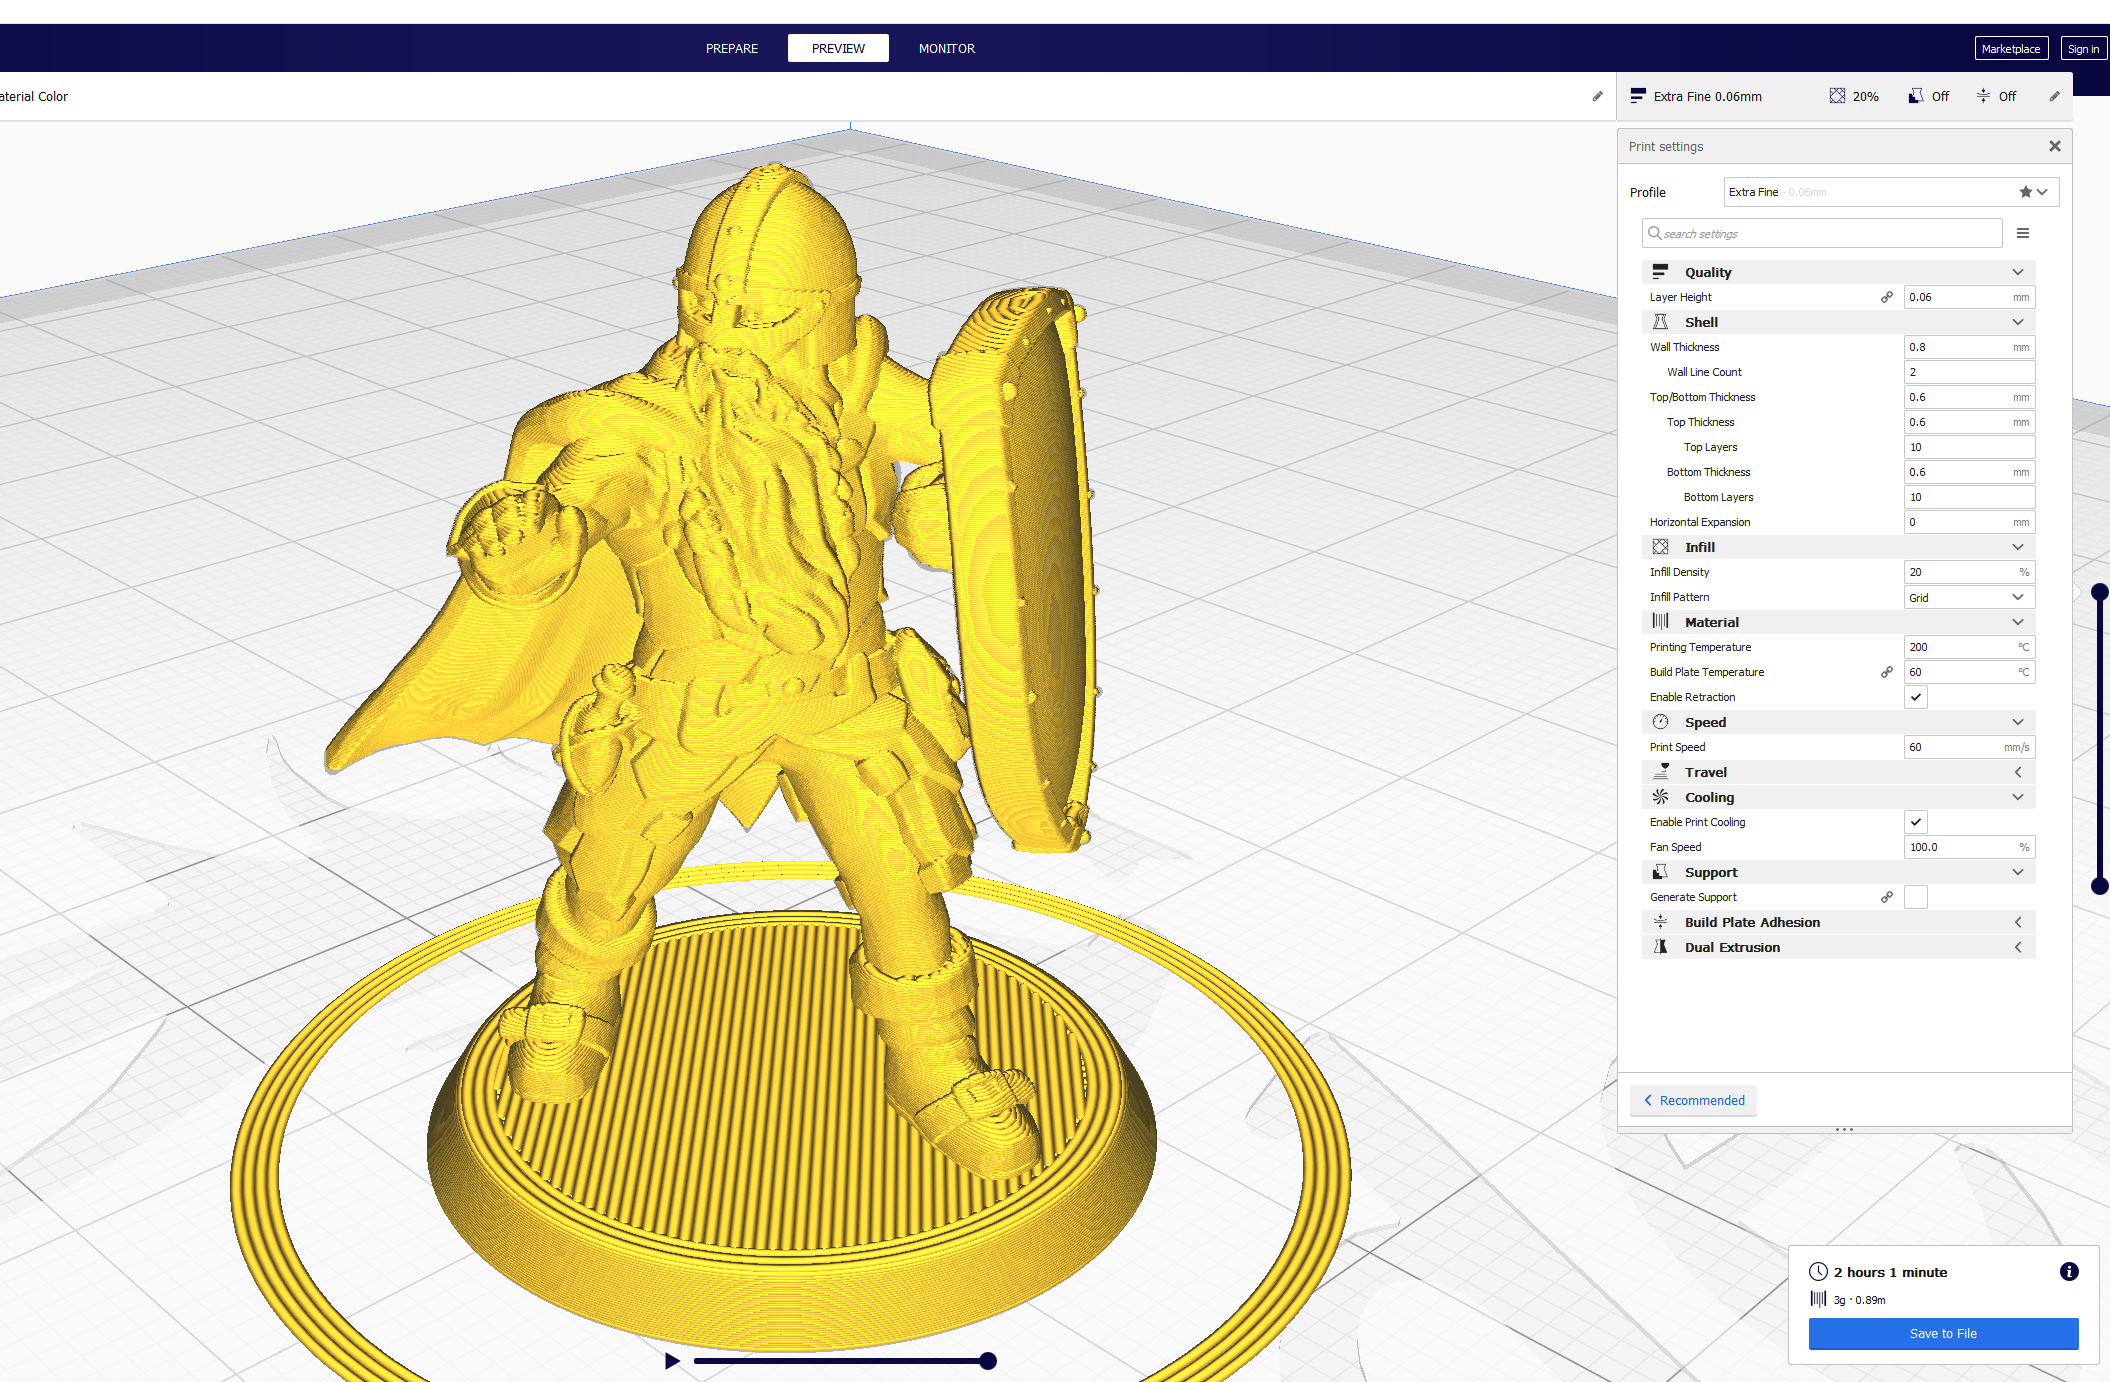 PREPARE PREVIEW MONITOR Marketplace Sign in
aterial Color
Extra Fine 0.06mm 20% Off Off
Print settings
Profile Extra Fine - 0.06mm
search settings
Quality
Layer Height 0.06 mm
Shell
Wall Thickness 0.8 mm
Wall Line Count 2
Top/Bottom Thickness 0.6 mm
Top Thickness 0.6 mm
Top Layers 10
Bottom Thickness 0.6 mm
Bottom Layers 10
Horizontal Expansion 0 mm
Infill
Infill Density 20 %
Infill Pattern Grid
Material
Printing Temperature 200 °C
Build Plate Temperature 60 °C
Enable Retraction
Speed
Print Speed 60 mm/s
Travel
Cooling
Enable Print Cooling
Fan Speed 100.0 %
Support
Generate Support
Build Plate Adhesion
Dual Extrusion
Recommended
2 hours 1 minute
3g · 0.89m
Save to File